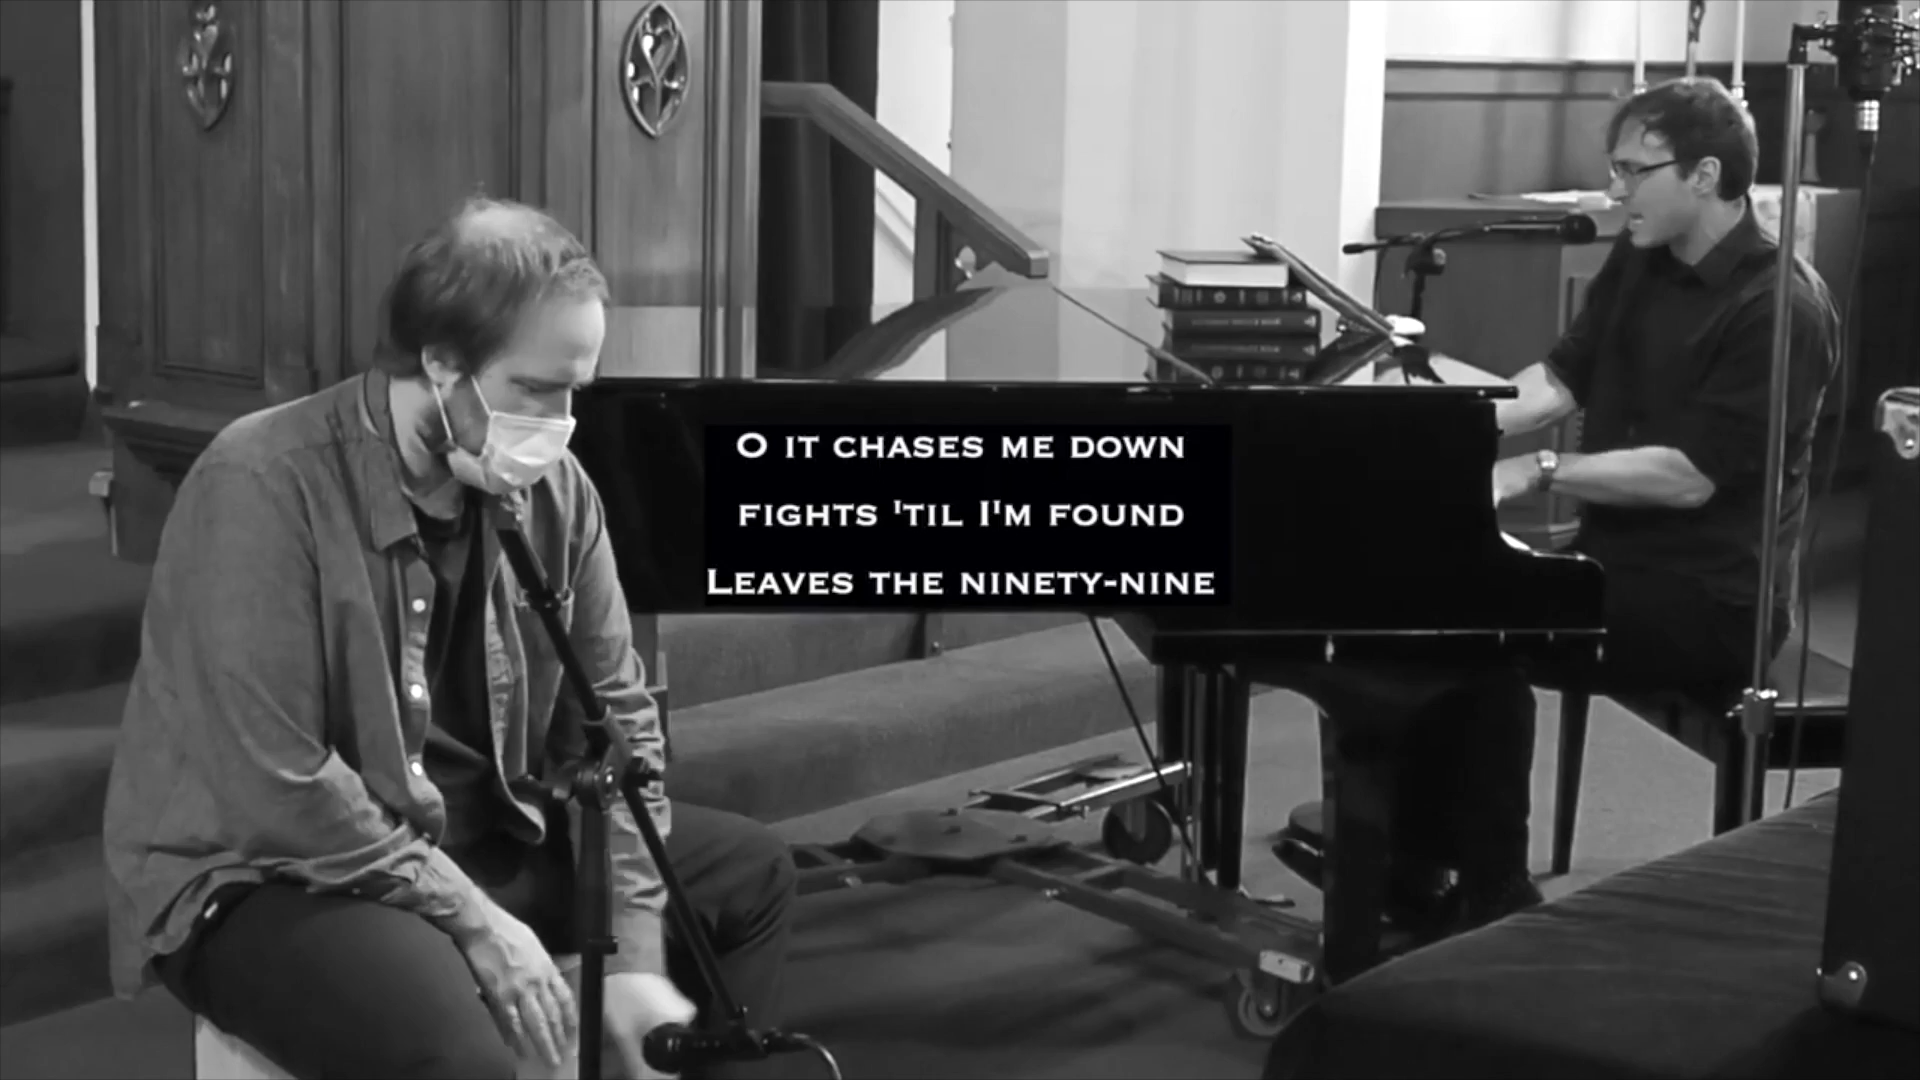 O IT CHASES ME DOWN
FIGHTS 'TIL I'M FOUND
LEAVES THE NINETY-NINE